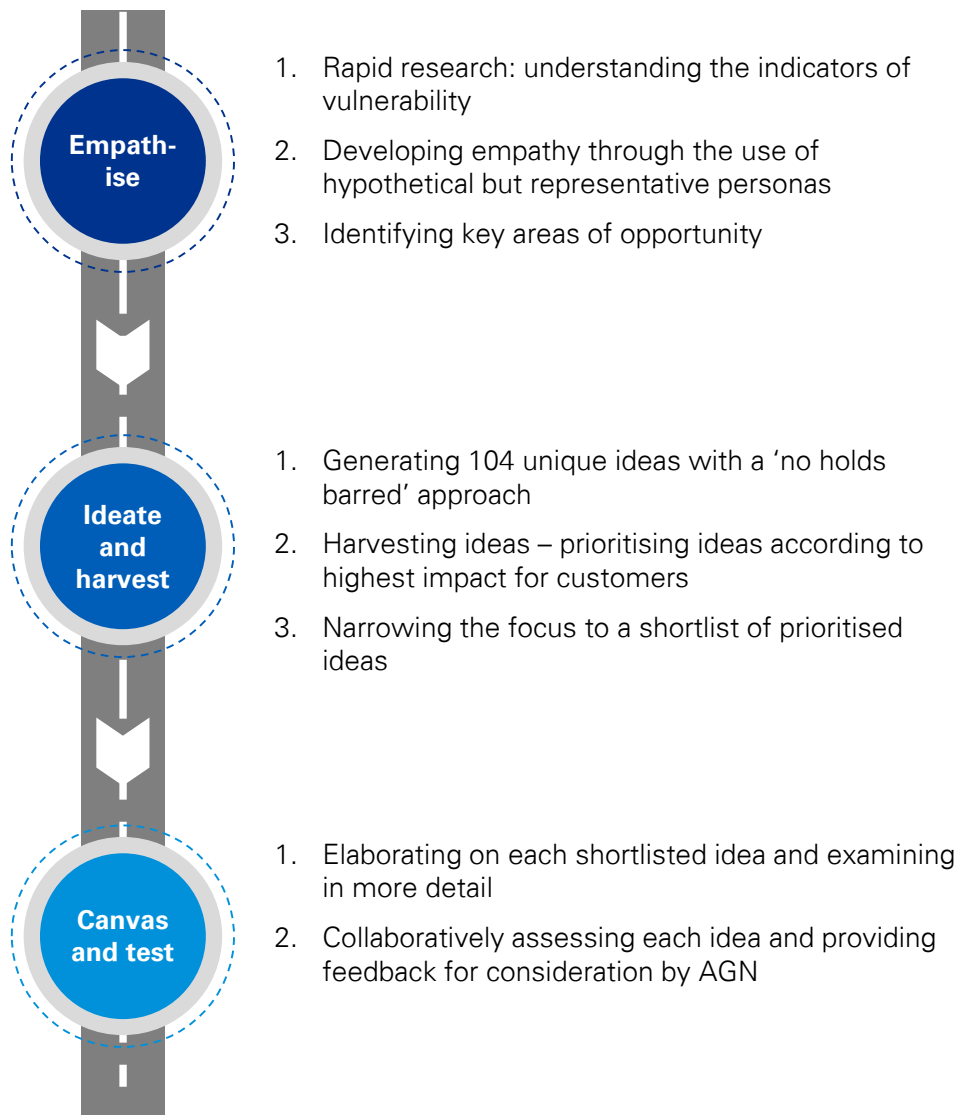 Empath-
ise
1. Rapid research: understanding the indicators of
vulnerability
2. Developing empathy through the use of
hypothetical but representative personas
3. Identifying key areas of opportunity
Ideate
and
harvest
1. Generating 104 unique ideas with a ‘no holds
barred’ approach
2. Harvesting ideas – prioritising ideas according to
highest impact for customers
3. Narrowing the focus to a shortlist of prioritised
ideas
Canvas
and test
1. Elaborating on each shortlisted idea and examining
in more detail
2. Collaboratively assessing each idea and providing
feedback for consideration by AGN